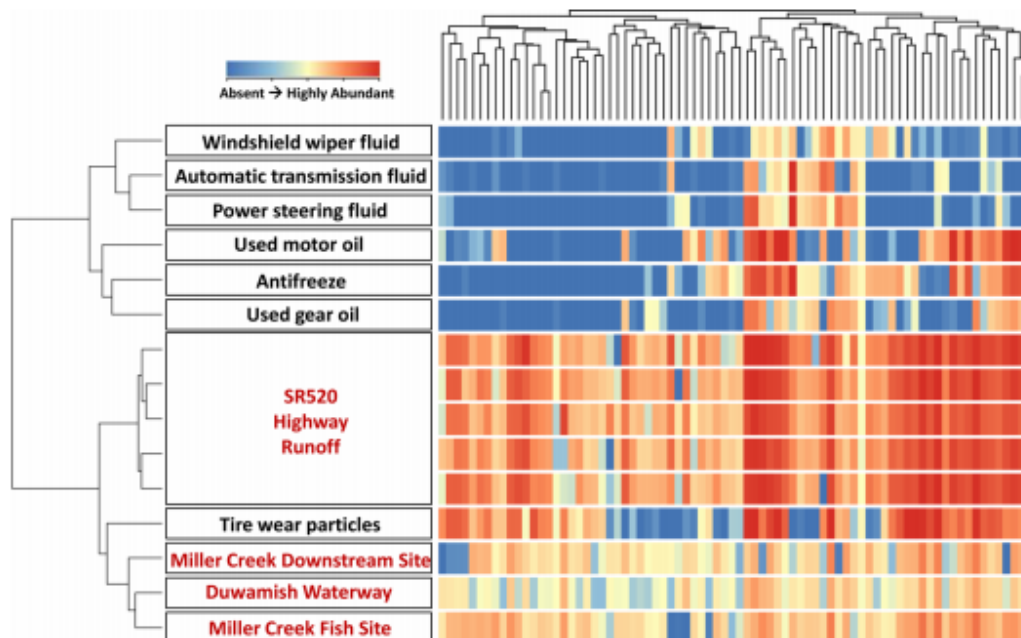 Absent → Highly Abundant
Windshield wiper fluid
Automatic transmission fluid
Power steering fluid
Used motor oil
Antifreeze
Used gear oil
SR520
Highway
Runoff
Tire wear particles
Miller Creek Downstream Site
Duwamish Waterway
Miller Creek Fish Site